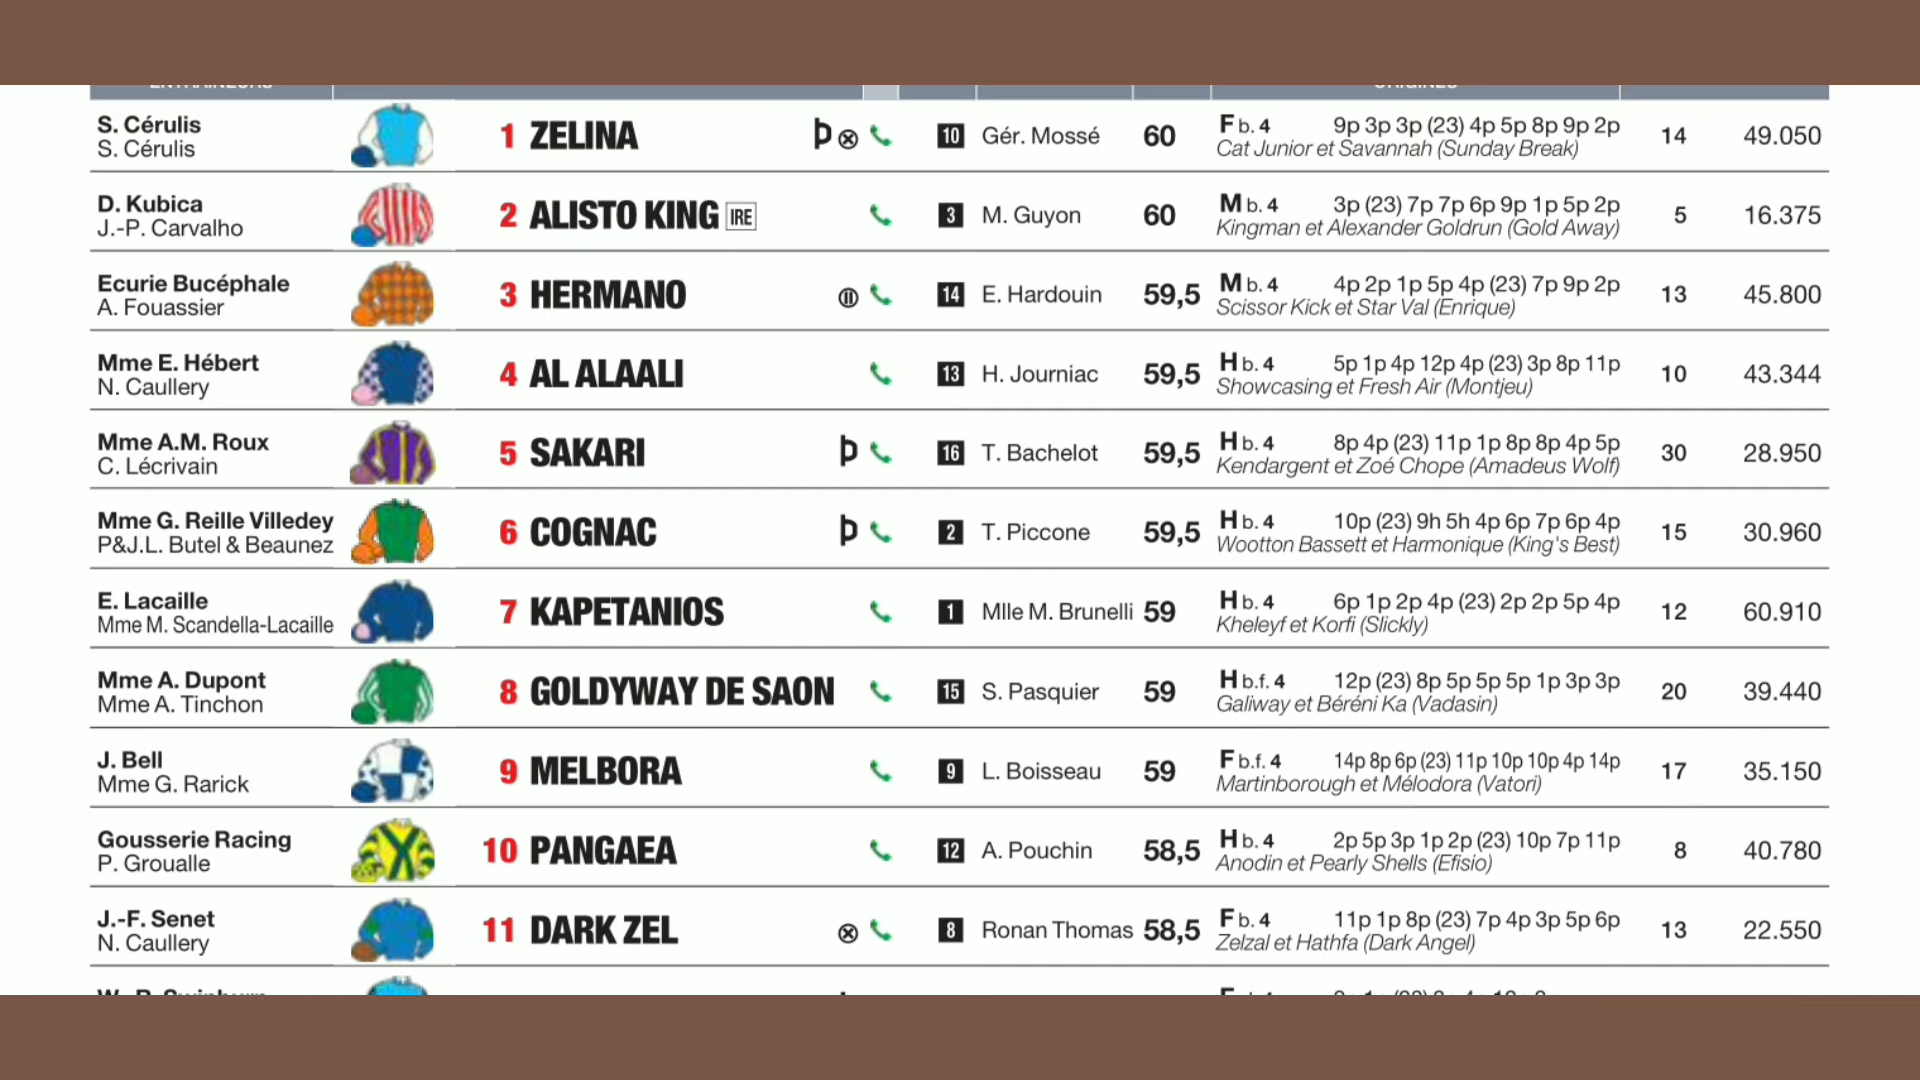 ENTRAÎNEURS ORIGINES
S. Cérulis
S. Cérulis
1 ZELINA 10 Gér. Mossé 60
F b. 4 9p 3p 3p (23) 4p 5p 8p 9p 2p
Cat Junior et Savannah (Sunday Break)
14 49.050
D. Kubica
J.-P. Carvalho
2 ALISTO KING IRE 3 M. Guyon 60
M b. 4 3p (23) 7p 7p 6p 9p 1p 5p 2p
Kingman et Alexander Goldrun (Gold Away)
5 16.375
Ecurie Bucéphale
A. Fouassier
3 HERMANO 14 E. Hardouin 59,5
M b. 4 4p 2p 1p 5p 4p (23) 7p 9p 2p
Scissor Kick et Star Val (Enrique)
13 45.800
Mme E. Hébert
N. Caullery
4 AL ALAALI 13 H. Journiac 59,5
H b. 4 5p 1p 4p 12p 4p (23) 3p 8p 11p
Showcasing et Fresh Air (Montjeu)
10 43.344
Mme A.M. Roux
C. Lécrivain
5 SAKARI 16 T. Bachelot 59,5
H b. 4 8p 4p (23) 11p 1p 8p 8p 4p 5p
Kendargent et Zoé Chope (Amadeus Wolf)
30 28.950
Mme G. Reille Villedey
P&J.L. Butel & Beaunez
6 COGNAC 2 T. Piccone 59,5
H b. 4 10p (23) 9h 5h 4p 6p 7p 6p 4p
Wootton Bassett et Harmonique (King's Best)
15 30.960
E. Lacaille
Mme M. Scandella-Lacaille
7 KAPETANIOS 1 Mlle M. Brunelli 59
H b. 4 6p 1p 2p 4p (23) 2p 2p 5p 4p
Kheleyf et Korfi (Slickly)
12 60.910
Mme A. Dupont
Mme A. Tinchon
8 GOLDYWAY DE SAON 15 S. Pasquier 59
H b.f. 4 12p (23) 8p 5p 5p 5p 1p 3p 3p
Galiway et Béréni Ka (Vadasin)
20 39.440
J. Bell
Mme G. Rarick
9 MELBORA 9 L. Boisseau 59
F b.f. 4 14p 8p 6p (23) 11p 10p 10p 4p 14p
Martinborough et Mélodora (Vatori)
17 35.150
Gousserie Racing
P. Groualle
10 PANGAEA 12 A. Pouchin 58,5
H b. 4 2p 5p 3p 1p 2p (23) 10p 7p 11p
Anodin et Pearly Shells (Efisio)
8 40.780
J.-F. Senet
N. Caullery
11 DARK ZEL 8 Ronan Thomas 58,5
F b. 4 11p 1p 8p (23) 7p 4p 3p 5p 6p
Zelzal et Hathfa (Dark Angel)
13 22.550